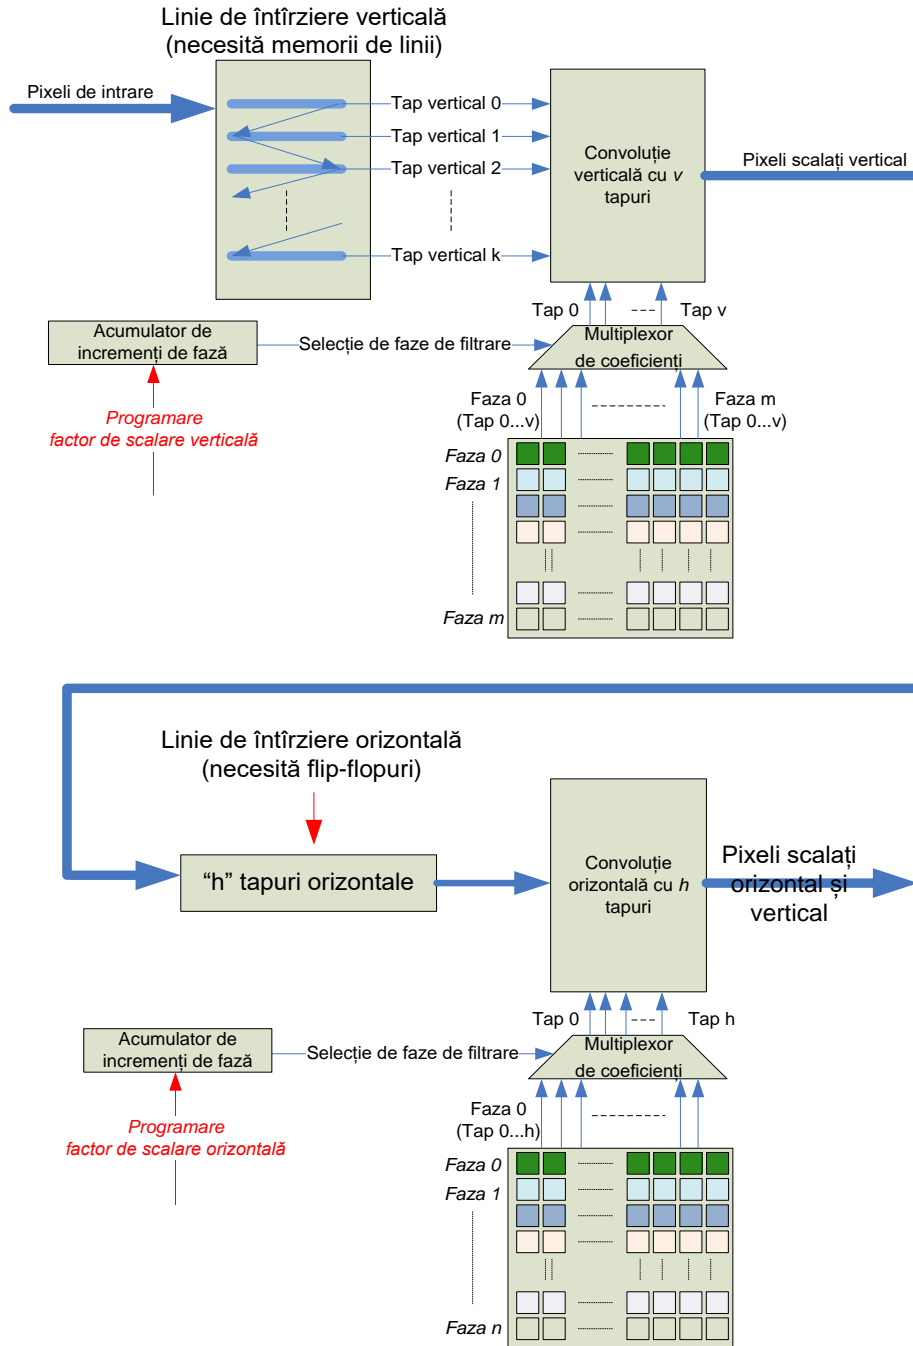 Linie de întîrziere verticală
(necesită memorii de linii)
Pixeli de intrare
Tap vertical 0
Tap vertical 1
Tap vertical 2
Tap vertical k
Convoluție
verticală cu v
tapuri
Pixeli scalați vertical
Tap 0
Tap v
Acumulator de
incremenți de fază
Selecție de faze de filtrare
Multiplexor
de coeficienți
Programare
factor de scalare verticală
Faza 0
(Tap 0...v)
Faza m
(Tap 0...v)
Faza 0
Faza 1
Faza m
Linie de întîrziere orizontală
(necesită flip-flopuri)
“h” tapuri orizontale
Convoluție
orizontală cu h
tapuri
Pixeli scalați
orizontal și
vertical
Tap 0
Tap h
Acumulator de
incremenți de fază
Selecție de faze de filtrare
Multiplexor
de coeficienți
Programare
factor de scalare orizontală
Faza 0
(Tap 0...h)
Faza 0
Faza 1
Faza n